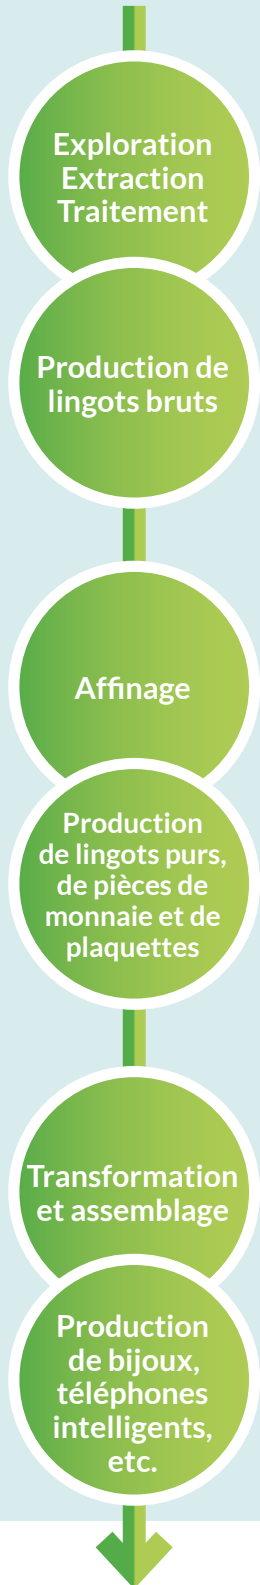 Exploration
Extraction
Traitement
Production de
lingots bruts
Affinage
Production
de lingots purs,
de pièces de
monnaie et de
plaquettes
Transformation
et assemblage
Production
de bijoux,
téléphones
intelligents,
etc.